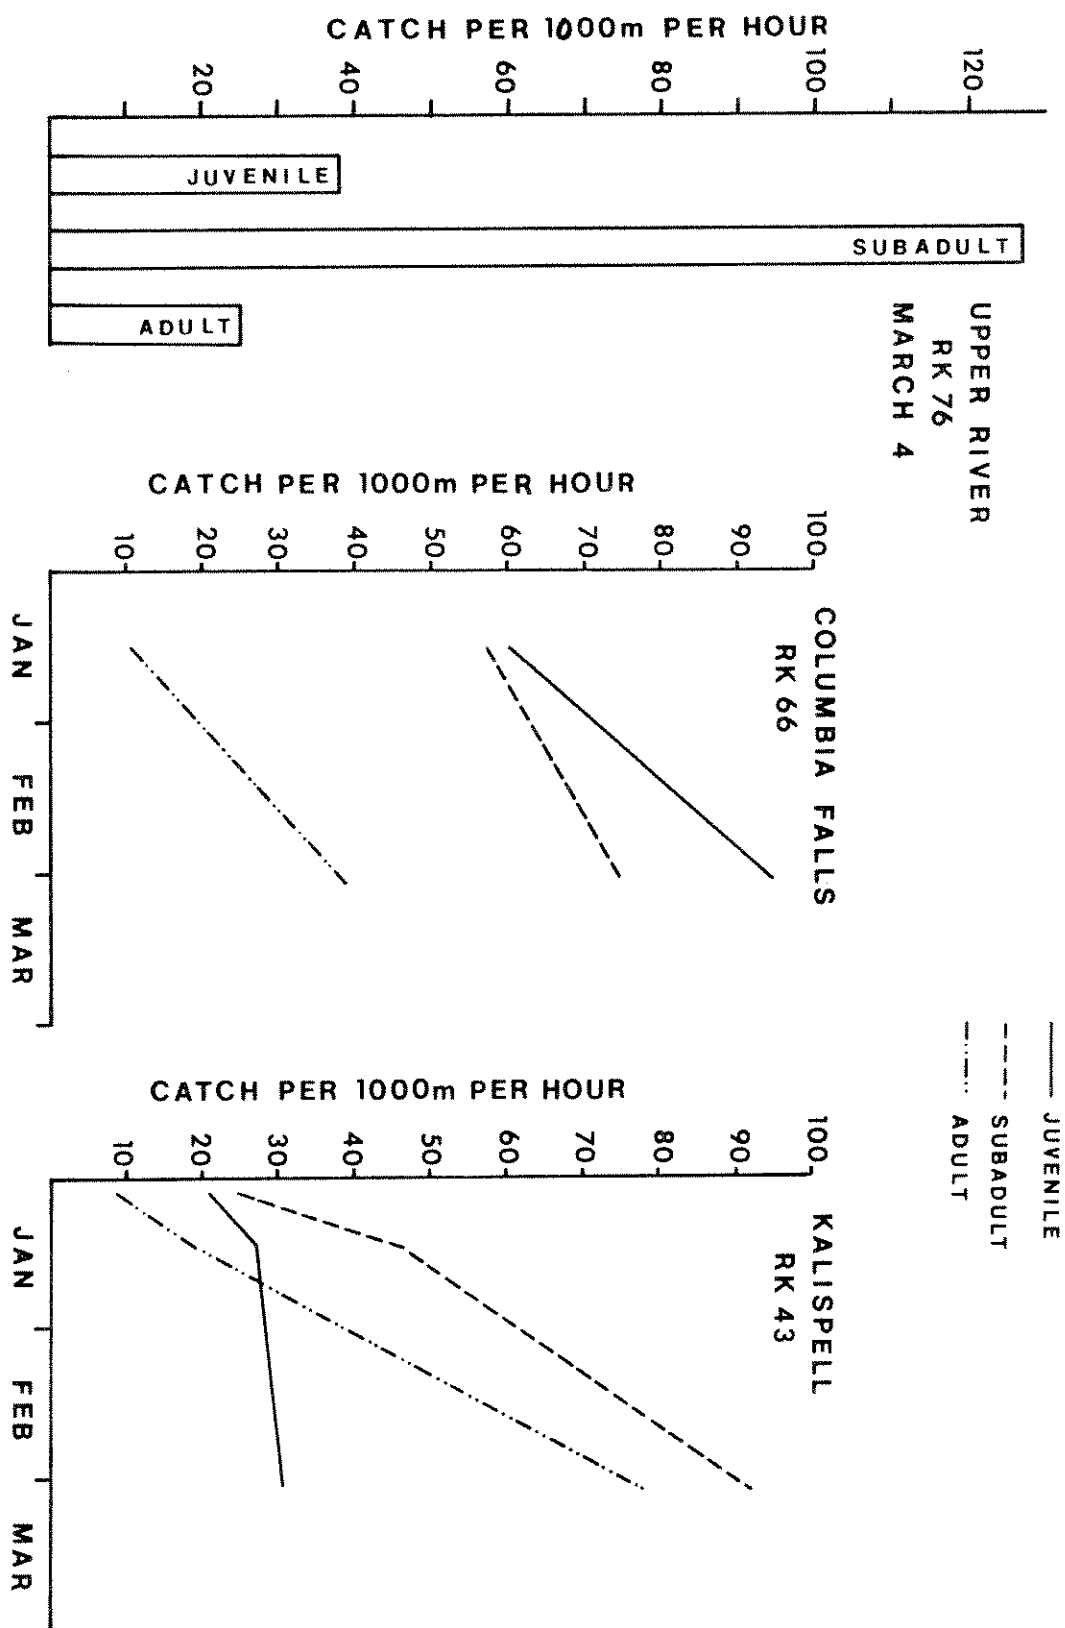 CATCH PER 1000m PER HOUR
20
40
60
80
100
120
JUVENILE
SUBADULT
ADULT
UPPER RIVER
RK 76
MARCH 4
CATCH PER 1000m PER HOUR
10
20
30
40
50
60
70
80
90
100
COLUMBIA FALLS
RK 66
JAN FEB MAR
JUVENILE
SUBADULT
ADULT
CATCH PER 1000m PER HOUR
10
20
30
40
50
60
70
80
90
100
KALISPELL
RK 43
JAN FEB MAR